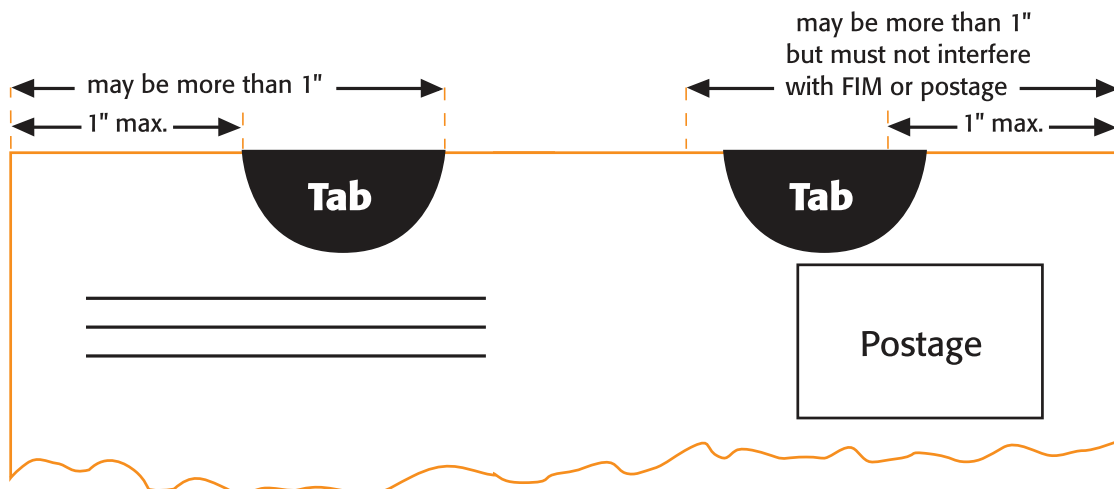 may be more than 1"
but must not interfere
with FIM or postage
may be more than 1"
1" max.
1" max.
Tab
Tab
Postage